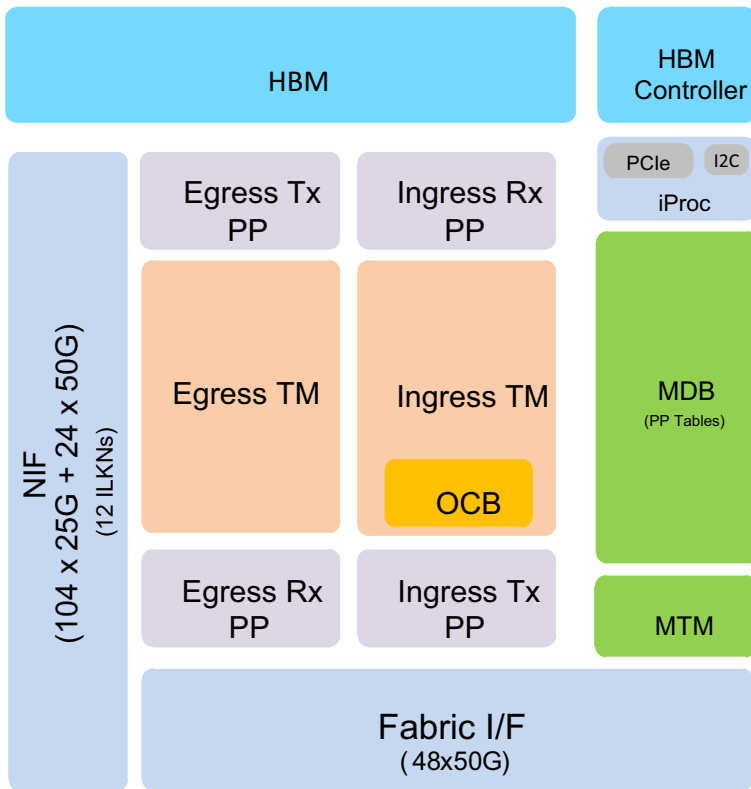 HBM
HBM
Controller
PCIe
I2C
iProc
Egress Tx
PP
Ingress Rx
PP
NIF
(104 x 25G + 24 x 50G)
(12 ILKNs)
Egress TM
Ingress TM
OCB
MDB
(PP Tables)
Egress Rx
PP
Ingress Tx
PP
MTM
Fabric I/F
( 48x50G)